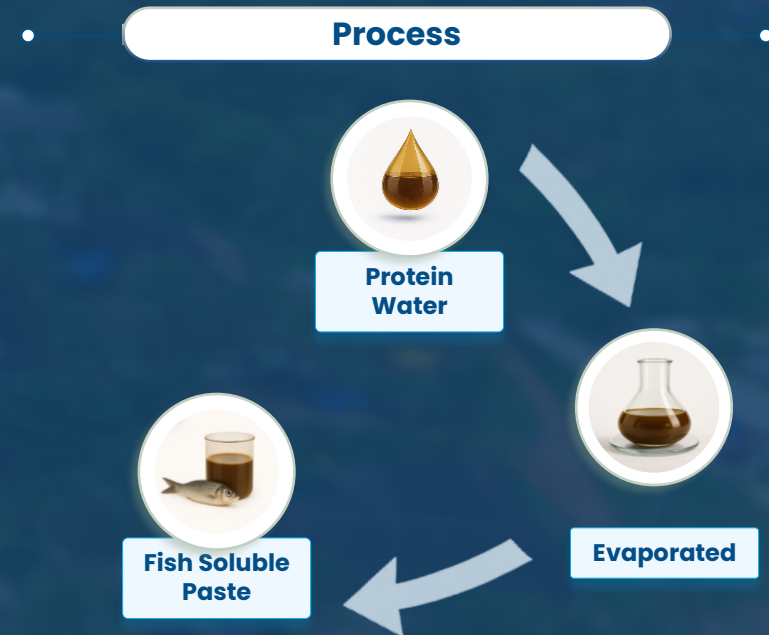 Process
Protein
Water
Evaporated
Fish Soluble
Paste